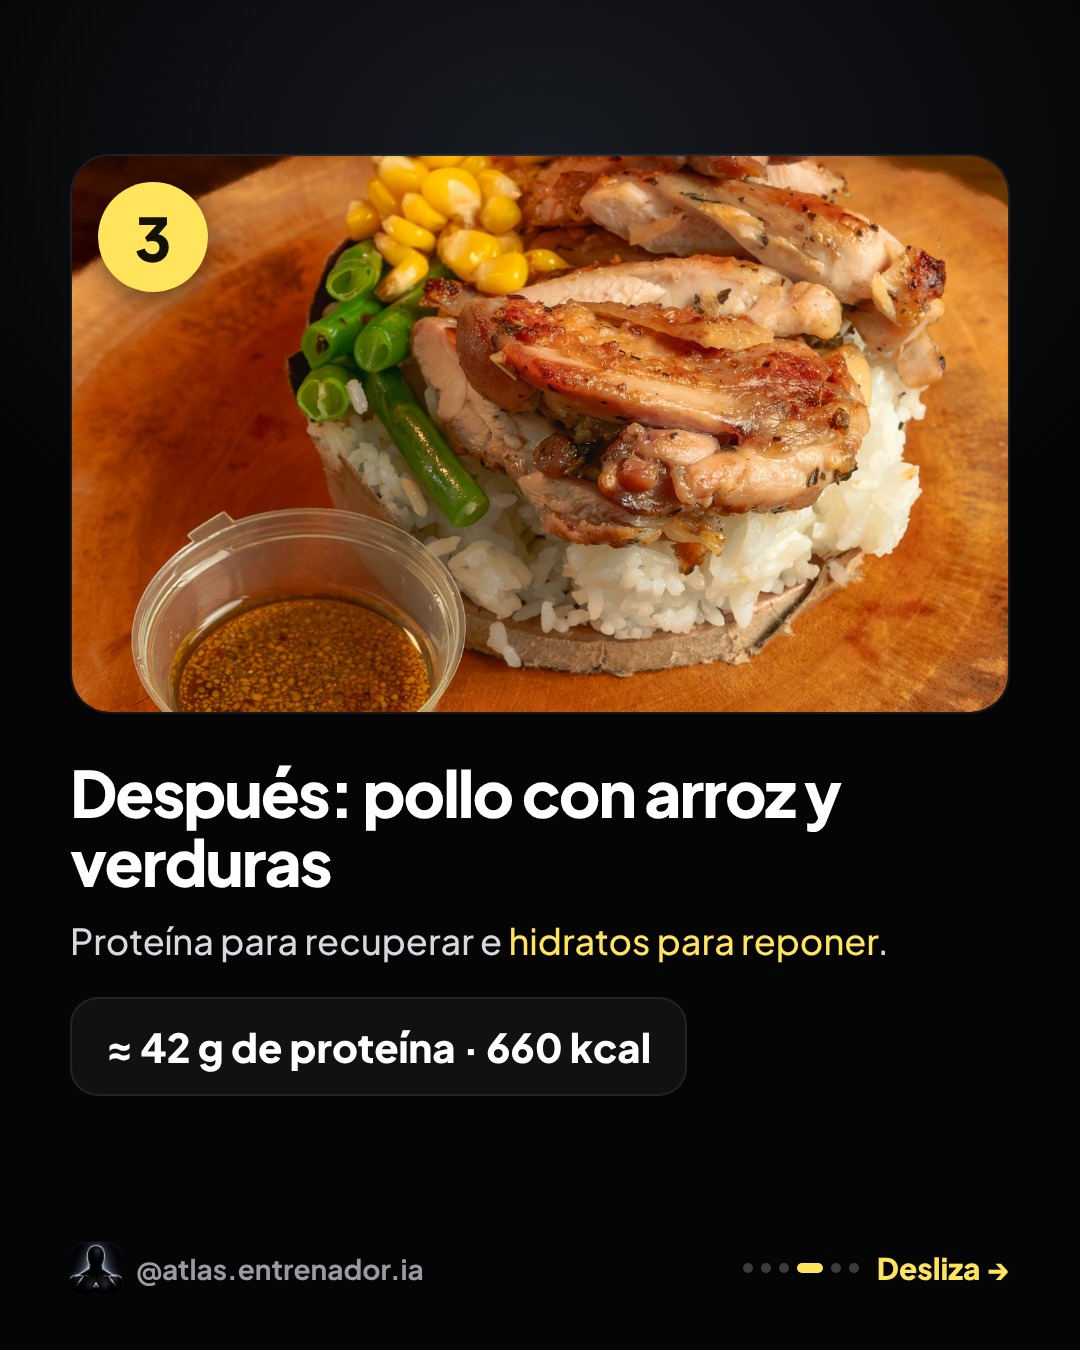 3
Después: pollo con arroz y
verduras
Proteína para recuperar e hidratos para reponer.
≈ 42 g de proteína · 660 kcal
@atlas.entrenador.ia
Desliza →